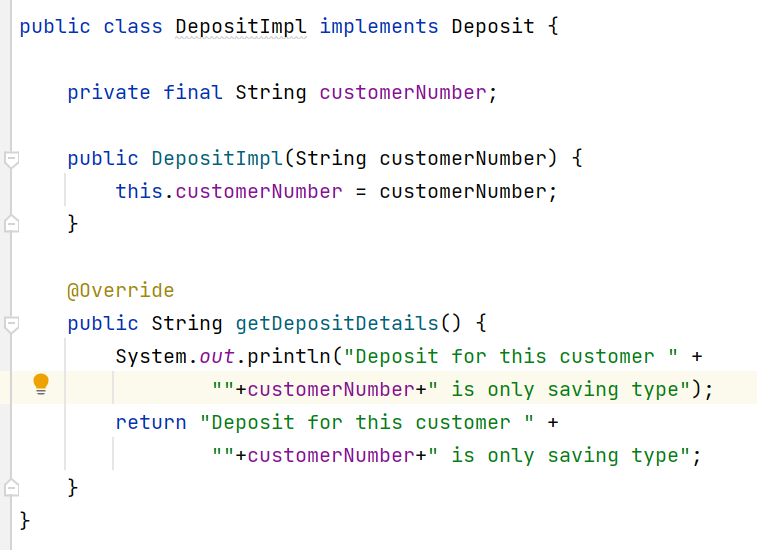 public class DepositImpl implements Deposit {
private final String customerNumber;
public DepositImpl(String customerNumber) {
this.customerNumber = customerNumber;
}
@Override
public String getDepositDetails() {
System.out.println("Deposit for this customer " +
""+customerNumber+" is only saving type");
return "Deposit for this customer " +
""+customerNumber+" is only saving type";
}
}